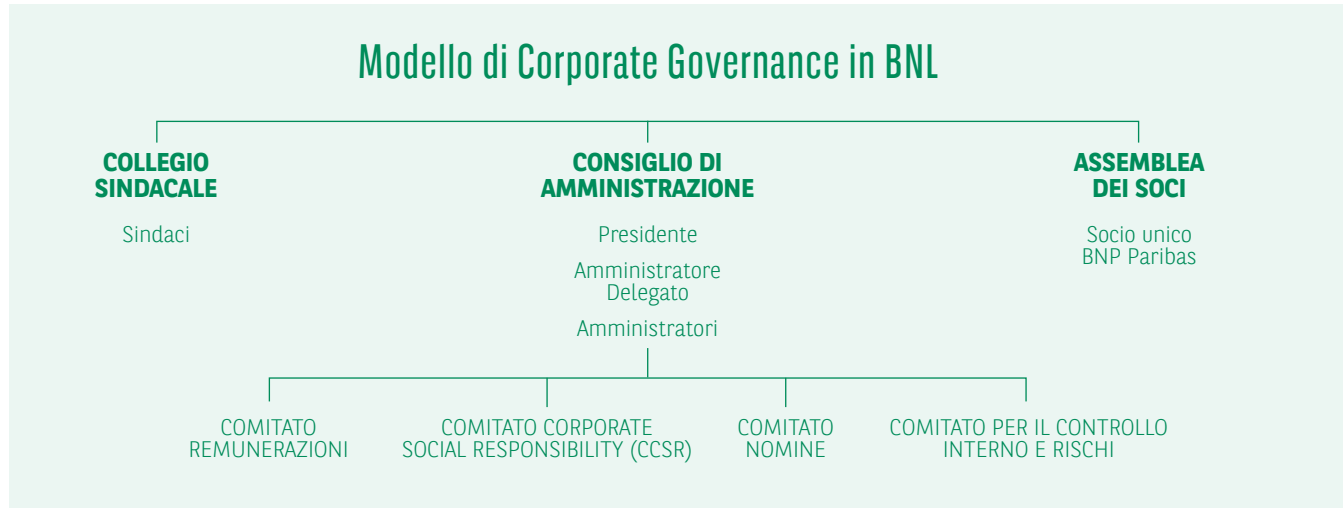 Modello di Corporate Governance in BNL
COLLEGIO
SINDACALE
Sindaci
CONSIGLIO DI
AMMINISTRAZIONE
Presidente
Amministratore
Delegato
Amministratori
ASSEMBLEA
DEI SOCI
Socio unico
BNP Paribas
COMITATO
REMUNERAZIONI
COMITATO CORPORATE
SOCIAL RESPONSIBILITY (CCSR)
COMITATO
NOMINE
COMITATO PER IL CONTROLLO
INTERNO E RISCHI